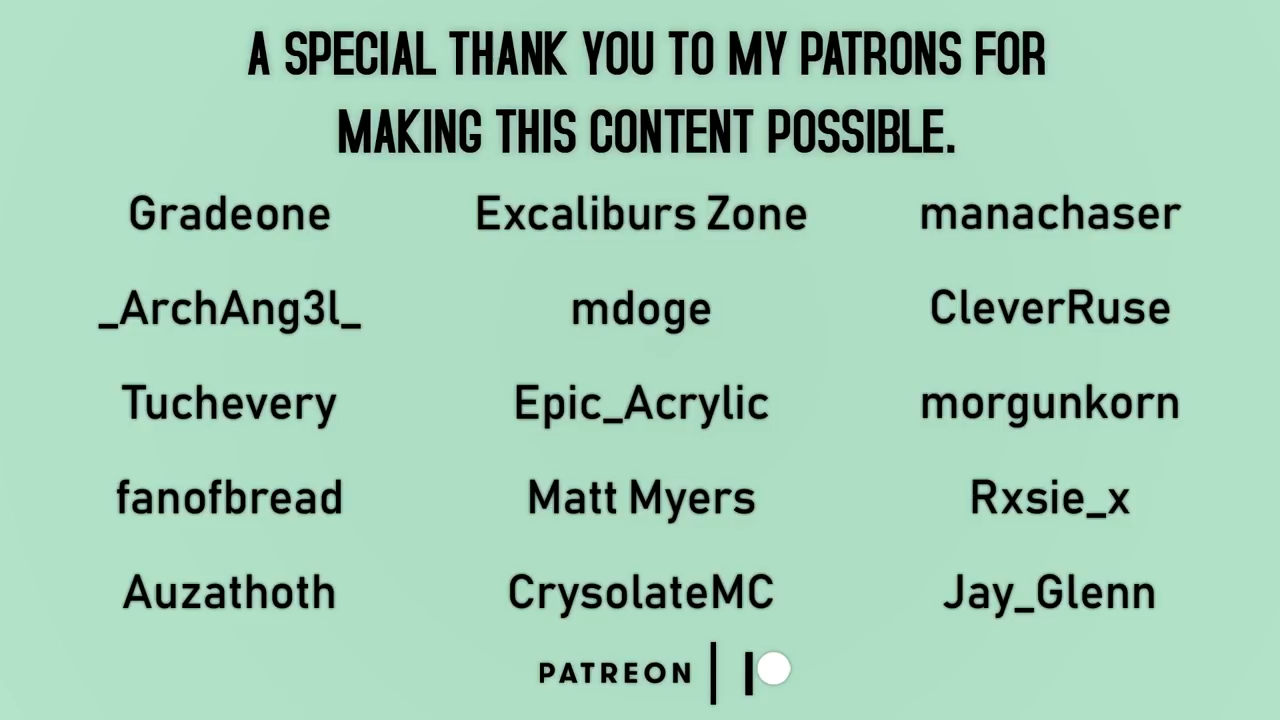 A SPECIAL THANK YOU TO MY PATRONS FOR
MAKING THIS CONTENT POSSIBLE.
Gradeone Excaliburs Zone manachaser
_ArchAng3l_ mdoge CleverRuse
Tuchevery Epic_Acrylic morgunkorn
fanofbread Matt Myers Rxsie_x
Auzathoth CrysolateMC Jay_Glenn
PATREON